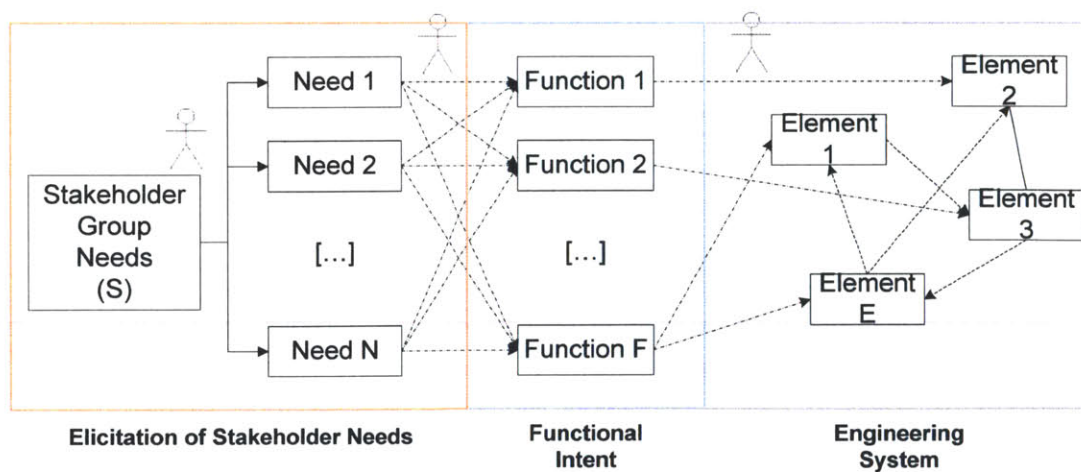 Stakeholder
Group
Needs
(S)
Need 1
Need 2
[...]
Need N
Function 1
Function 2
[...]
Function F
Element
2
Element
1
Element
3
Element
E
Elicitation of Stakeholder Needs
Functional
Intent
Engineering
System